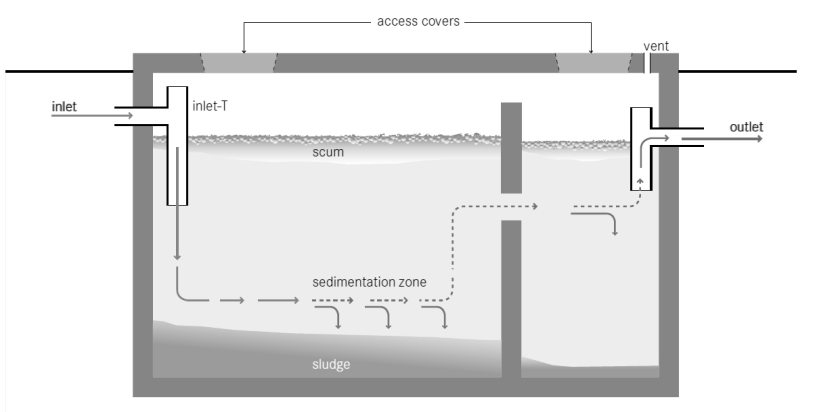 access covers
vent
inlet
inlet-T
outlet
scum
sedimentation zone
sludge